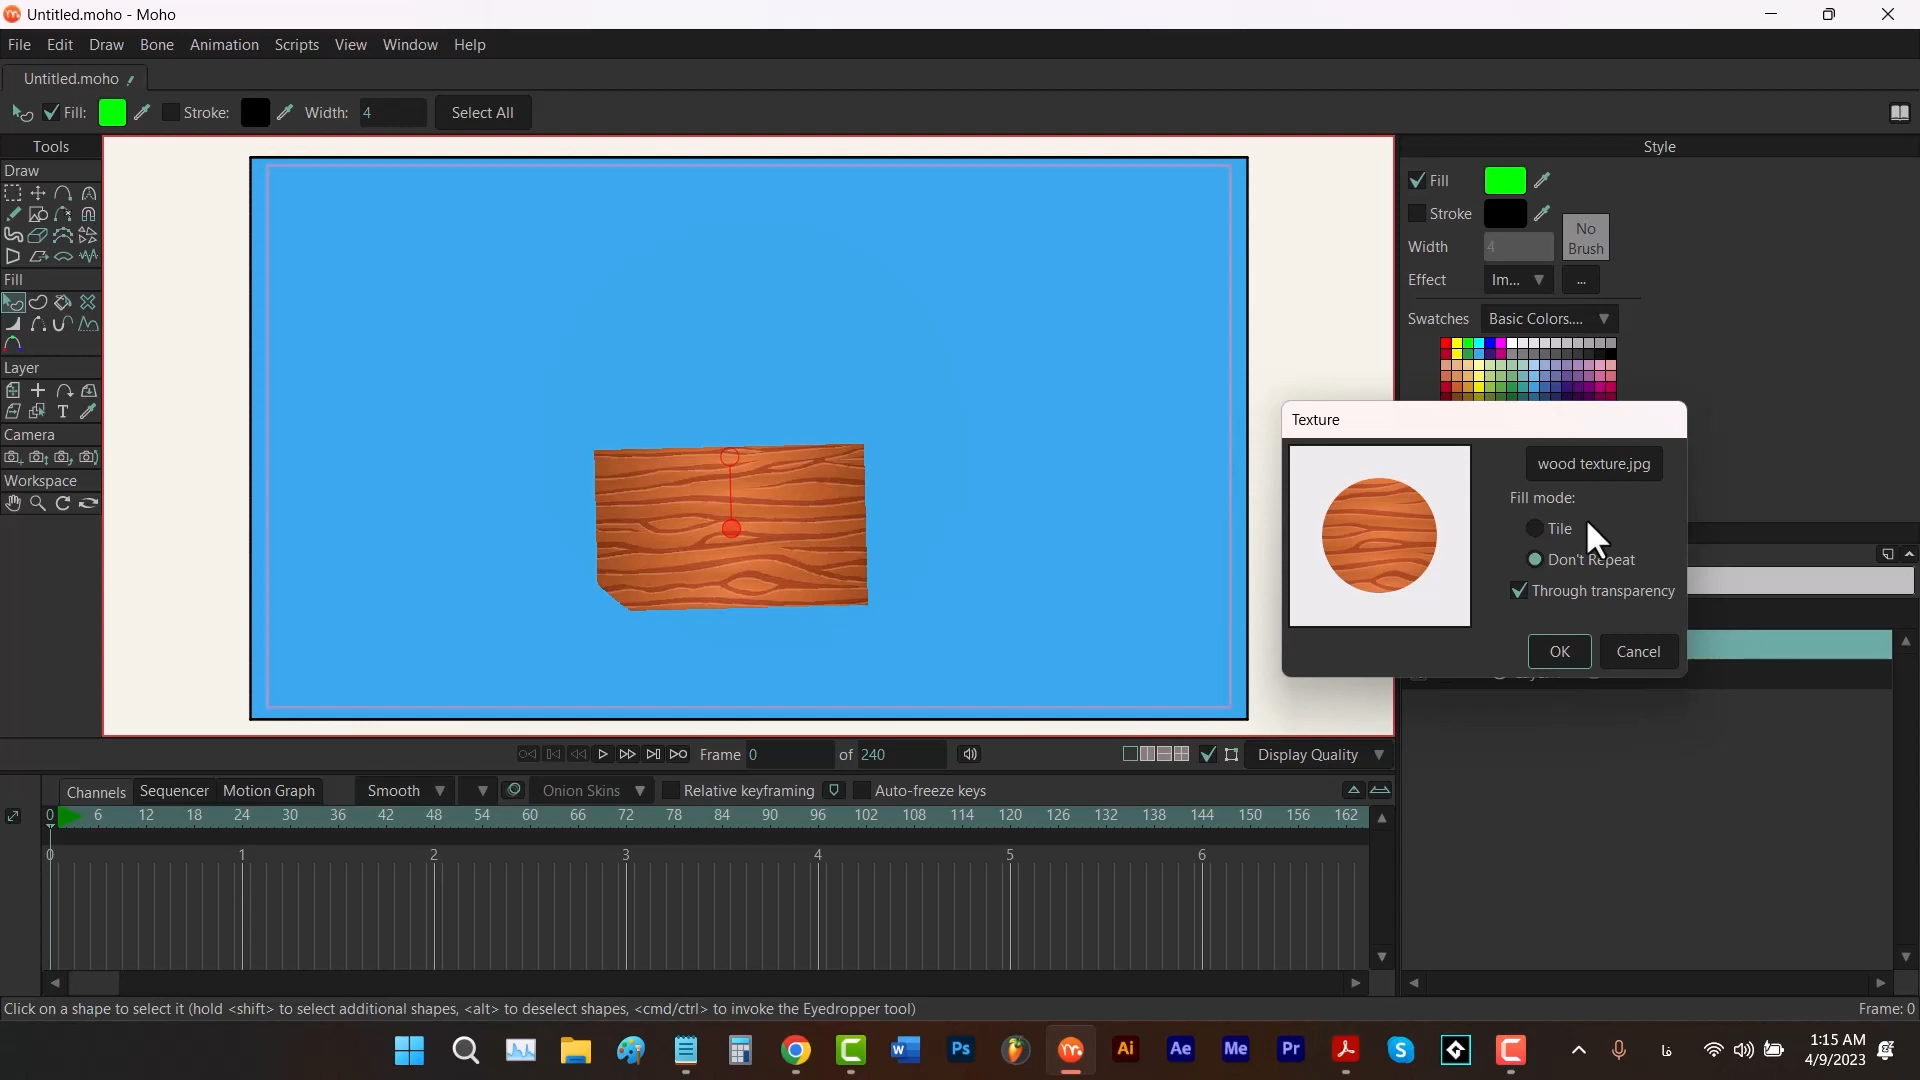 Untitled.moho - Moho
File Edit Draw Bone Animation Scripts View Window Help
Untitled.moho
Fill: Stroke: Width: 4 Select All
Tools
Draw
Fill
Layer
Camera
Workspace
Style
Fill
Stroke
Width 4
No
Brush
Effect Im... ...
Swatches Basic Colors....
Texture
wood texture.jpg
Fill mode:
Tile
Don't Repeat
Through transparency
OK Cancel
Frame 0 of 240 Display Quality
Channels Sequencer Motion Graph Smooth Onion Skins Relative keyframing Auto-freeze keys
0 6 12 18 24 30 36 42 48 54 60 66 72 78 84 90 96 102 108 114 120 126 132 138 144 150 156 162
0 1 2 3 4 5 6
Click on a shape to select it (hold <shift> to select additional shapes, <alt> to deselect shapes, <cmd/ctrl> to invoke the Eyedropper tool)
Frame: 0
Ps Ai Ae Me Pr
فا
1:15 AM
4/9/2023